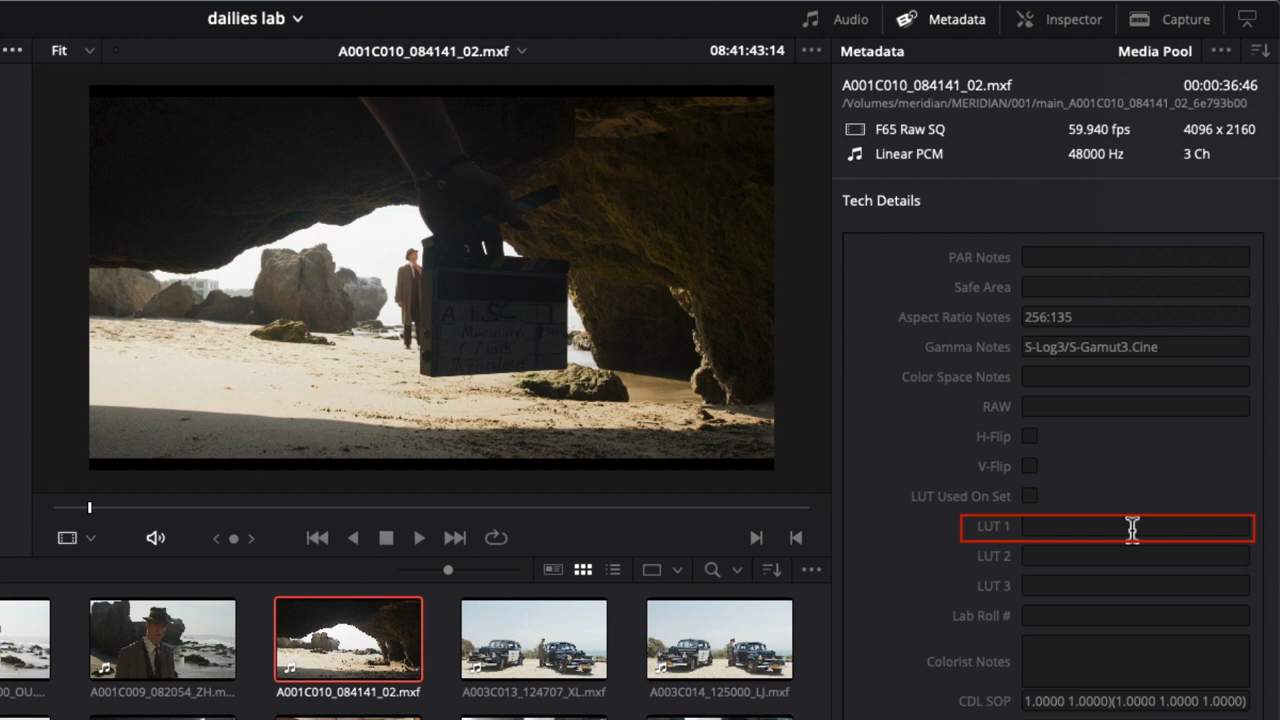 dailies lab
Audio
Metadata
Inspector
Capture
Fit
A001C010_084141_02.mxf
08:41:43:14
Metadata
Media Pool
A001C010_084141_02.mxf
00:00:36:46
/Volumes/meridian/MERIDIAN/001/main_A001C010_084141_02_6e793b00
F65 Raw SQ
59.940 fps
4096 x 2160
Linear PCM
48000 Hz
3 Ch
Tech Details
PAR Notes
Safe Area
Aspect Ratio Notes 256:135
Gamma Notes S-Log3/S-Gamut3.Cine
Color Space Notes
RAW
H-Flip
V-Flip
LUT Used On Set
LUT 1
LUT 2
LUT 3
Lab Roll #
Colorist Notes
CDL SOP 1.0000 1.0000)(1.0000 1.0000 1.0000)
A
Meridian
00_OU....
A001C009_082054_ZH.m...
A001C010_084141_02.mxf
A003C013_124707_XL.mxf
A003C014_125000_LJ.mxf